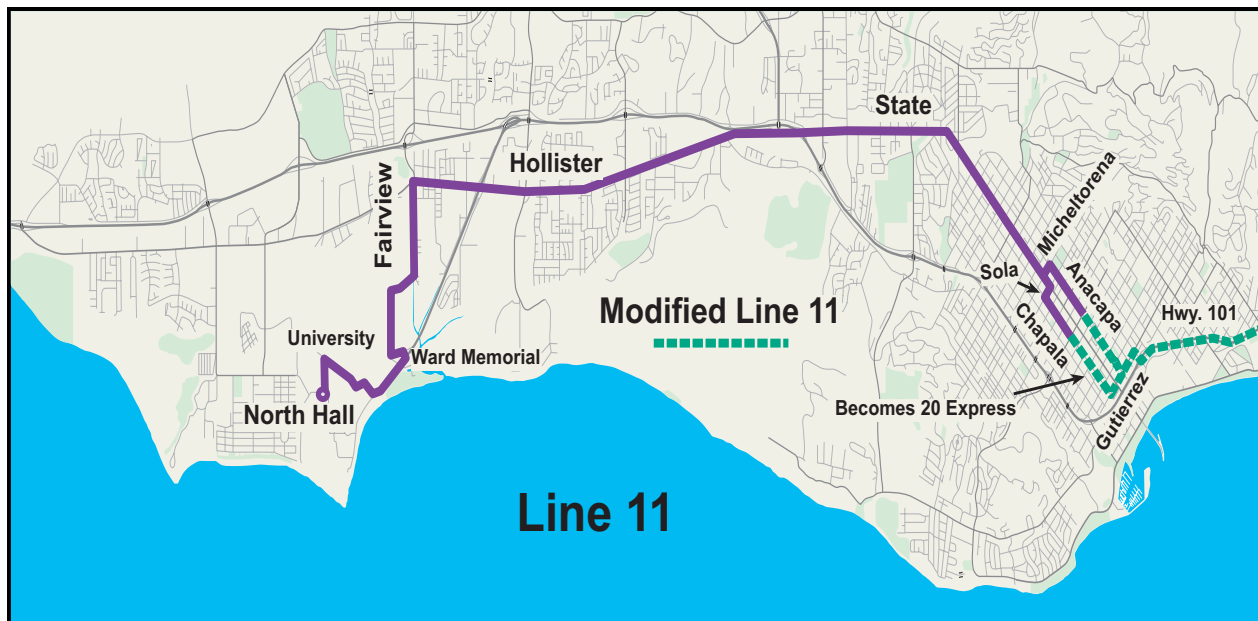 State
Hollister
Fairview
Micheltorena
Sola
Anacapa
Modified Line 11
Hwy. 101
Chapala
University
Ward Memorial
North Hall
Becomes 20 Express
Gutierrez
Line 11